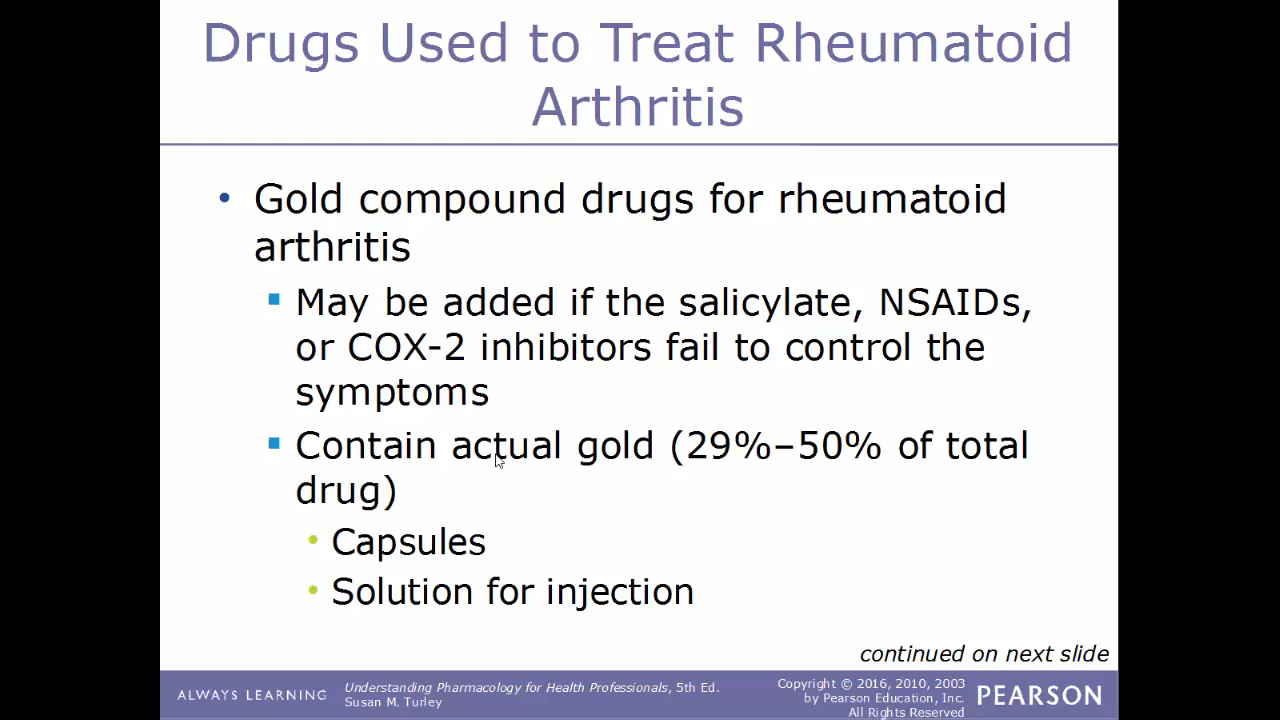 Drugs Used to Treat Rheumatoid
Arthritis
• Gold compound drugs for rheumatoid
arthritis
▪ May be added if the salicylate, NSAIDs,
or COX-2 inhibitors fail to control the
symptoms
▪ Contain actual gold (29%–50% of total
drug)
• Capsules
• Solution for injection
continued on next slide
ALWAYS LEARNING
Understanding Pharmacology for Health Professionals, 5th Ed.
Susan M. Turley
Copyright © 2016, 2010, 2003
by Pearson Education, Inc.
All Rights Reserved
PEARSON